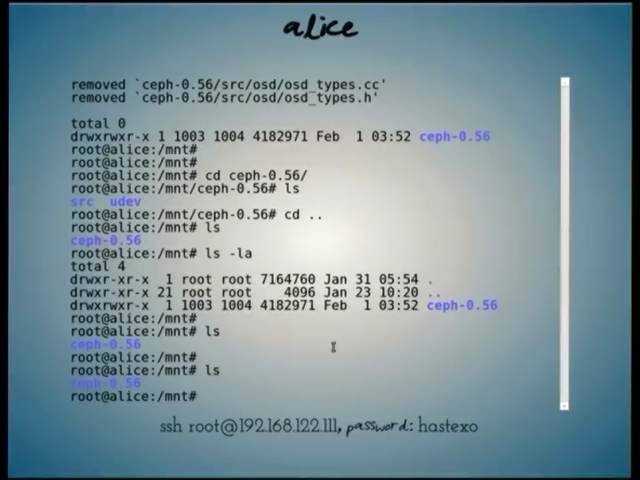 alice
removed `ceph-0.56/src/osd/osd_types.cc'
removed `ceph-0.56/src/osd/osd_types.h'
total 0
drwxrwxr-x 1 1003 1004 4182971 Feb  1 03:52 ceph-0.56
root@alice:/mnt#
root@alice:/mnt#
root@alice:/mnt# cd ceph-0.56/
root@alice:/mnt/ceph-0.56# ls
src  udev
root@alice:/mnt/ceph-0.56# cd ..
root@alice:/mnt# ls
ceph-0.56
root@alice:/mnt# ls -la
total 4
drwxr-xr-x  1 root root 7164760 Jan 31 05:54 .
drwxr-xr-x 21 root root    4096 Jan 23 10:20 ..
drwxrwxr-x  1 1003 1004 4182971 Feb  1 03:52 ceph-0.56
root@alice:/mnt#
root@alice:/mnt# ls
ceph-0.56
root@alice:/mnt#
root@alice:/mnt# ls
ceph-0.56
root@alice:/mnt#
ssh root@192.168.122.111, password: hastexo